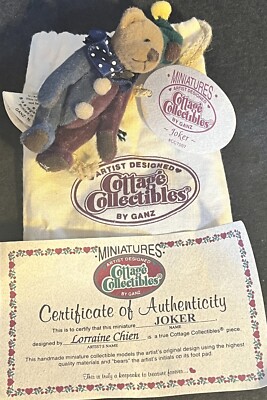 MINIATURES
ARTIST DESIGNED
Cottage
Collectibles
BY GANZ
Joker
ARTIST DESIGNED
Cottage
Collectibles
BY GANZ
MINIATURES
ARTIST DESIGNED
Cottage
Collectibles
BY GANZ
Certificate of Authenticity
This is to certify that this miniature JOKER
NAME
by Lorraine Chien is a true Cottage Collectibles® piece.
ARTIST'S NAME
This handmade miniature collectible models the artist's original design using the highest
quality materials and "bears" the artist's initials on its foot pad.
This is truly a keepsake to treasure forever...